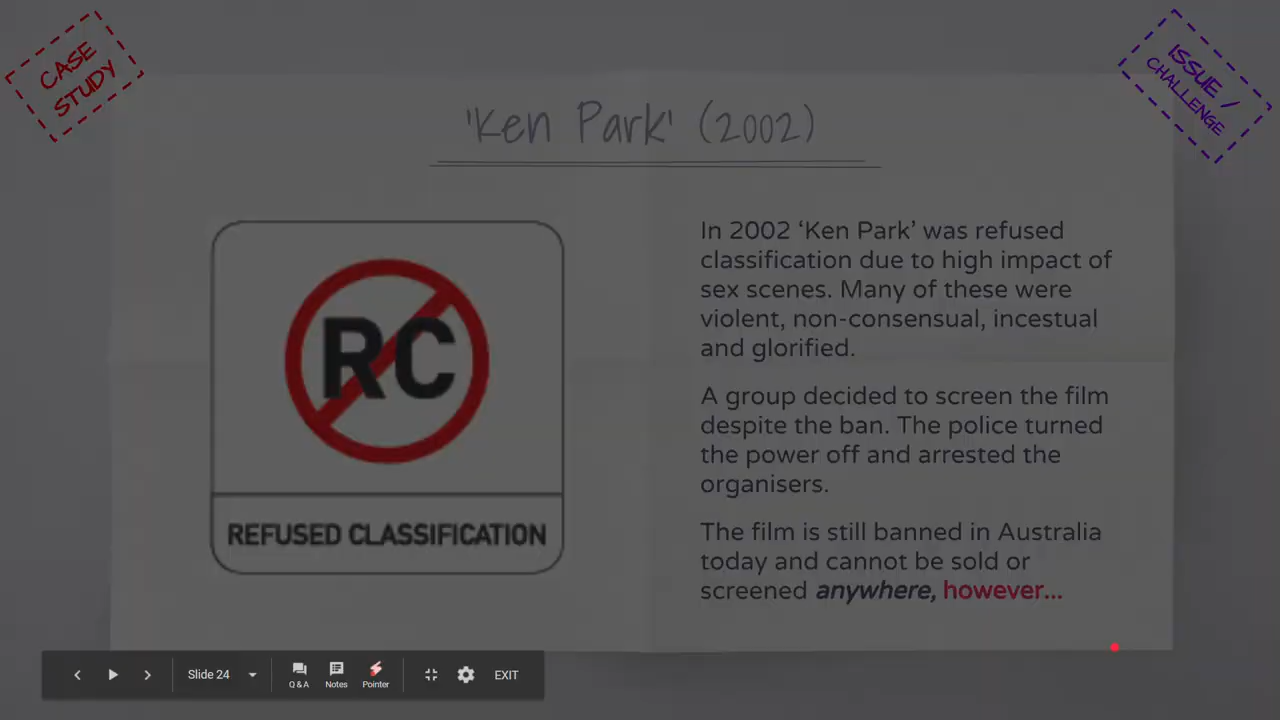 CASE
STUDY
ISSUE /
CHALLENGE
'Ken Park' (2002)
RC
REFUSED CLASSIFICATION
In 2002 ‘Ken Park’ was refused
classification due to high impact of
sex scenes. Many of these were
violent, non-consensual, incestual
and glorified.
A group decided to screen the film
despite the ban. The police turned
the power off and arrested the
organisers.
The film is still banned in Australia
today and cannot be sold or
screened anywhere, however...
Slide 24
Q & A
Notes
Pointer
EXIT